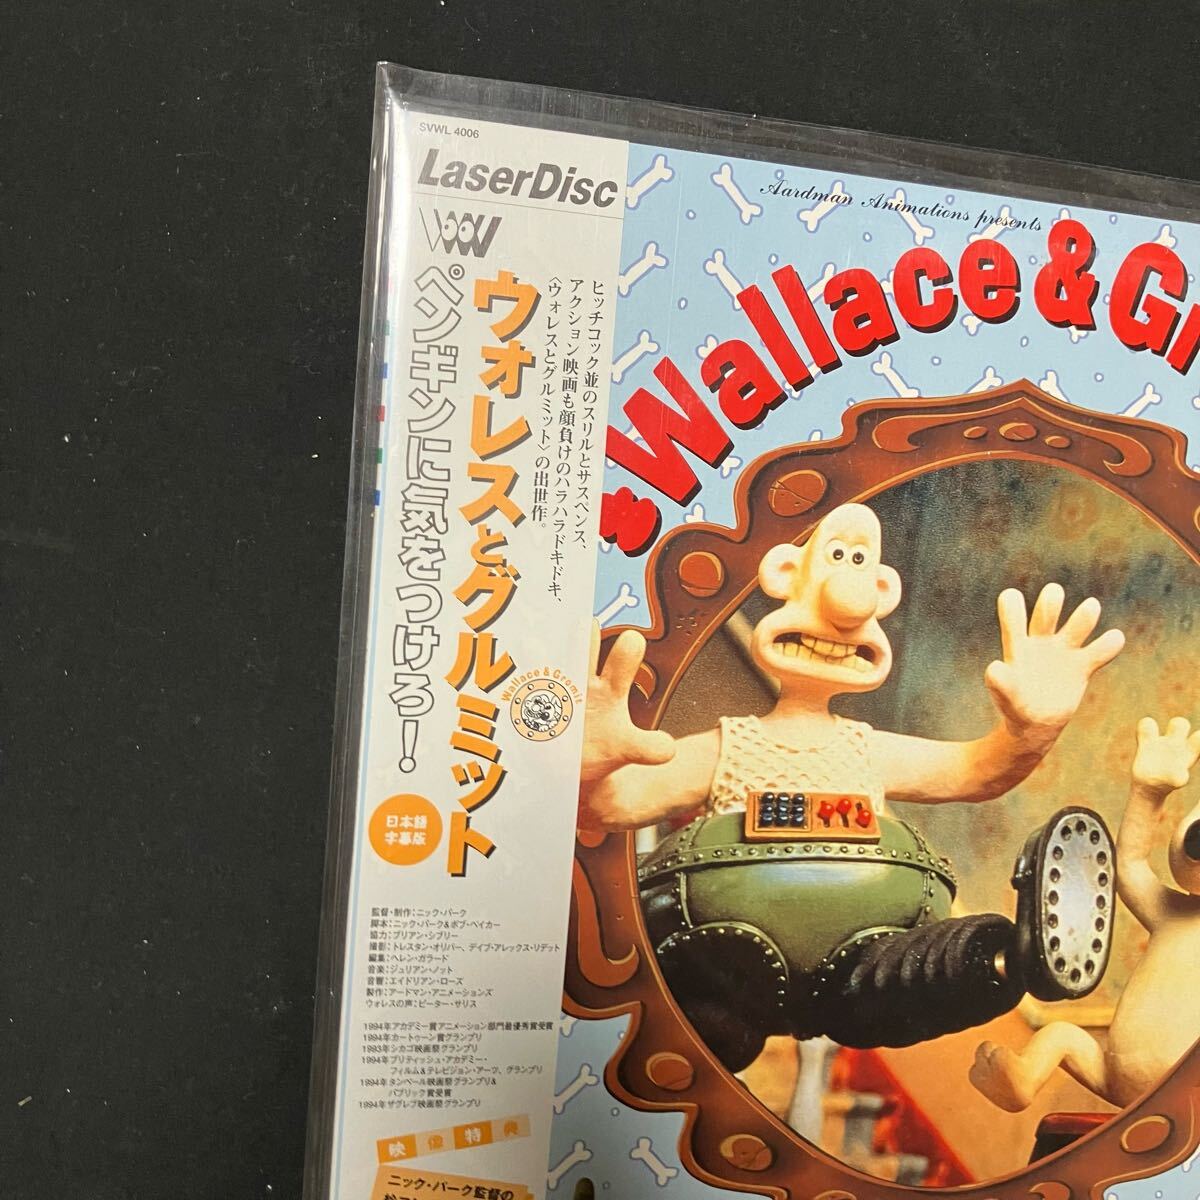 SVWL 4006
LaserDisc
VOOV
ヒッチコック並のスリルとサスペンス、
アクション映画も顔負けのハラハラドキドキ、
〈ウォレスとグルミット〉の出世作。
ウォレスとグルミット
ペンギンに気をつけろ!
Wallace & Gromit
日本語
字幕版
監督・制作:ニック・パーク
脚本:ニック・パーク&ボブ・ベイカー
協力:ブリアン・シブリー
撮影:トレスタン・オリバー、デイブ・アレックス・リデット
編集:ヘレン・ガラード
音楽:ジュリアン・ノット
音響:エイドリアン・ローズ
製作:アードマン・アニメーションズ
ウォレスの声:ピーター・サリス
1994年アカデミー賞アニメーション部門最優秀賞受賞
1994年カートゥーン賞グランプリ
1993年シカゴ映画祭グランプリ
1994年ブリティッシュ・アカデミー・
フィルム&テレビジョン・アーツ、グランプリ
1994年タンペール映画祭グランプリ&
パブリック賞受賞
1994年ザグレブ映画祭グランプリ
映像特典
ニック・パーク監督の
Aardman Animations presents
Wallace & Gr